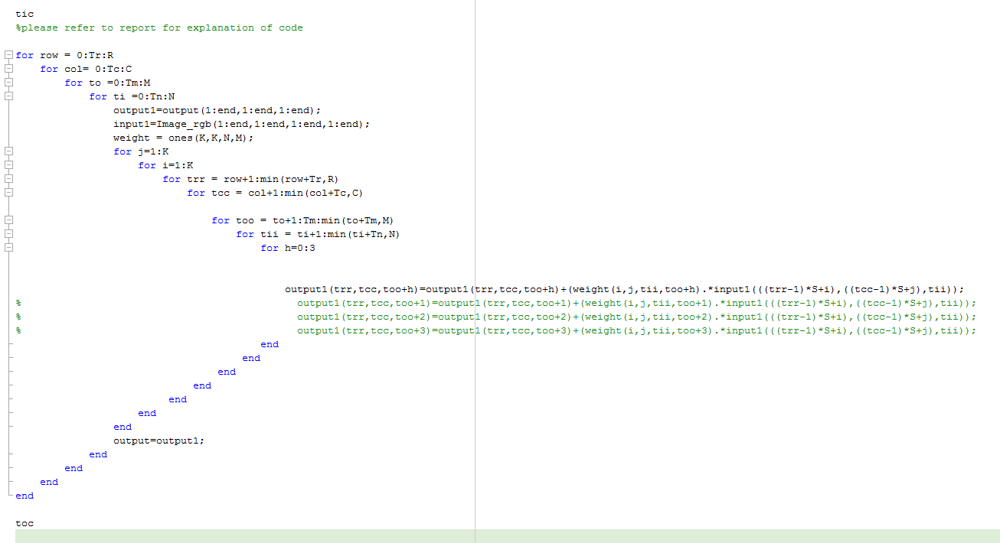 tic
%please refer to report for explanation of code
for row = 0:Tr:R
for col= 0:Tc:C
for to =0:Tm:M
for ti =0:Tn:N
output1=output(1:end,1:end,1:end);
input1=Image_rgb(1:end,1:end,1:end,1:end);
weight = ones(K,K,N,M);
for j=1:K
for i=1:K
for trr = row+1:min(row+Tr,R)
for tcc = col+1:min(col+Tc,C)
for too = to+1:Tm:min(to+Tm,M)
for tii = ti+1:min(ti+Tn,N)
for h=0:3
output1(trr,tcc,too+h)=output1(trr,tcc,too+h)+(weight(i,j,tii,too+h).*input1(((trr-1)*S+i),((tcc-1)*S+j),tii));
% output1(trr,tcc,too+1)=output1(trr,tcc,too+1)+(weight(i,j,tii,too+1).*input1(((trr-1)*S+i),((tcc-1)*S+j),tii));
% output1(trr,tcc,too+2)=output1(trr,tcc,too+2)+(weight(i,j,tii,too+2).*input1(((trr-1)*S+i),((tcc-1)*S+j),tii));
% output1(trr,tcc,too+3)=output1(trr,tcc,too+3)+(weight(i,j,tii,too+3).*input1(((trr-1)*S+i),((tcc-1)*S+j),tii));
end
end
end
end
end
end
end
output=output1;
end
end
end
end
toc